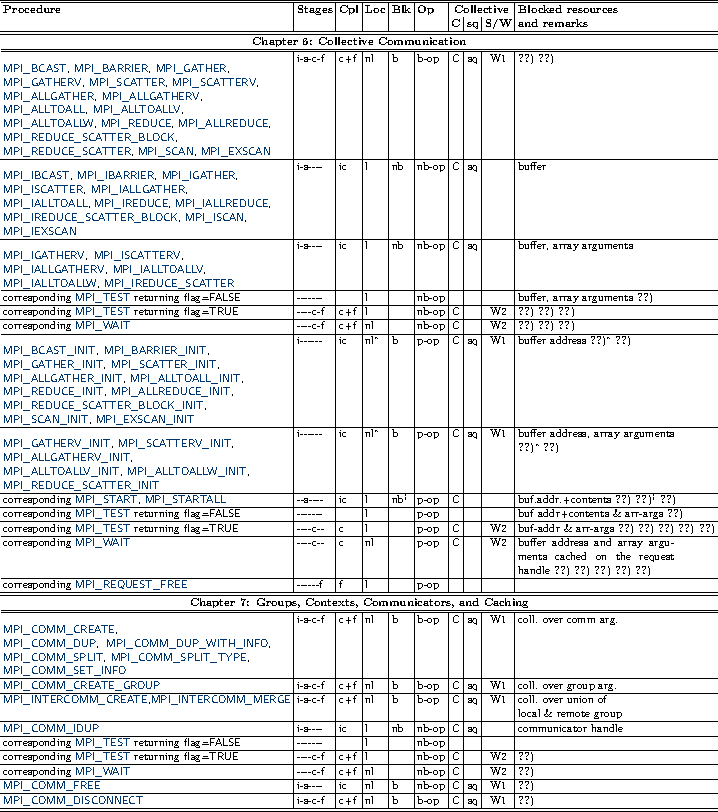 Procedure Stages Cpl Loc Blk Op Collective Blocked resources
C sq S/W and remarks
Chapter 6: Collective Communication
i-s-c-f c+f nl b b-op C sq W1 ??) ??)
MPI_BCAST, MPI_BARRIER, MPI_GATHER,
MPI_GATHERV, MPI_SCATTER, MPI_SCATTERV,
MPI_ALLGATHER, MPI_ALLGATHERV,
MPI_ALLTOALL, MPI_ALLTOALLV,
MPI_ALLTOALLW, MPI_REDUCE, MPI_ALLREDUCE,
MPI_REDUCE_SCATTER_BLOCK,
MPI_REDUCE_SCATTER, MPI_SCAN, MPI_EXSCAN
i-s---- ic l nb nb-op C sq buffer
MPI_IBCAST, MPI_IBARRIER, MPI_IGATHER,
MPI_ISCATTER, MPI_IALLGATHER,
MPI_IALLTOALL, MPI_IREDUCE, MPI_IALLREDUCE,
MPI_IREDUCE_SCATTER_BLOCK, MPI_ISCAN,
MPI_IEXSCAN
i-s---- ic l nb nb-op C sq buffer, array arguments
MPI_IGATHERV, MPI_ISCATTERV,
MPI_IALLGATHERV, MPI_IALLTOALLV,
MPI_IALLTOALLW, MPI_IREDUCE_SCATTER
corresponding MPI_TEST returning flag=FALSE ------- l nb-op buffer, array arguments ??)
corresponding MPI_TEST returning flag=TRUE ----c-f c+f l nb-op C W2 ??) ??) ??)
corresponding MPI_WAIT ----c-f c+f nl nb-op C W2 ??) ??) ??)
i------ ic nl^ b p-op C sq W1 buffer address ??)^ ??)
MPI_BCAST_INIT, MPI_BARRIER_INIT,
MPI_GATHER_INIT, MPI_SCATTER_INIT,
MPI_ALLGATHER_INIT, MPI_ALLTOALL_INIT,
MPI_REDUCE_INIT, MPI_ALLREDUCE_INIT,
MPI_REDUCE_SCATTER_BLOCK_INIT,
MPI_SCAN_INIT, MPI_EXSCAN_INIT
i------ ic nl^ b p-op C sq W1 buffer address, array arguments
??)^ ??)
MPI_GATHERV_INIT, MPI_SCATTERV_INIT,
MPI_ALLGATHERV_INIT,
MPI_ALLTOALLV_INIT, MPI_ALLTOALLW_INIT,
MPI_REDUCE_SCATTER_INIT
corresponding MPI_START, MPI_STARTALL --s---- ic l nb p-op C buf.addr.+contents ??) ??) ??)
corresponding MPI_TEST returning flag=FALSE ------- l p-op buf addr+contents & arr-args ??)
corresponding MPI_TEST returning flag=TRUE ----c-- c l p-op C W2 buf-addr & arr-args ??) ??) ??) ??) ??)
corresponding MPI_WAIT ----c-- c nl p-op C W2 buffer address and array argu-
ments cached on the request
handle ??) ??) ??) ??) ??)
corresponding MPI_REQUEST_FREE ------f f l p-op
Chapter 7: Groups, Contexts, Communicators, and Caching
i-s-c-f c+f nl b b-op C sq W1 coll. over comm arg.
MPI_COMM_CREATE,
MPI_COMM_DUP, MPI_COMM_DUP_WITH_INFO,
MPI_COMM_SPLIT, MPI_COMM_SPLIT_TYPE,
MPI_COMM_SET_INFO
MPI_COMM_CREATE_GROUP i-s-c-f c+f nl b b-op C sq W1 coll. over group arg.
MPI_INTERCOMM_CREATE,MPI_INTERCOMM_MERGE i-s-c-f c+f nl b b-op C sq W1 coll. over union of
local & remote group
MPI_COMM_IDUP i-s---- ic l nb nb-op C sq communicator handle
corresponding MPI_TEST returning flag=FALSE ------- l nb-op
corresponding MPI_TEST returning flag=TRUE ----c-f c+f l nb-op C W2 ??)
corresponding MPI_WAIT ----c-f c+f nl nb-op C W2 ??)
MPI_COMM_FREE i-s---- ic nl b nb-op C sq W1 ??)
MPI_COMM_DISCONNECT i-s-c-f c+f nl b b-op C sq W1 ??)